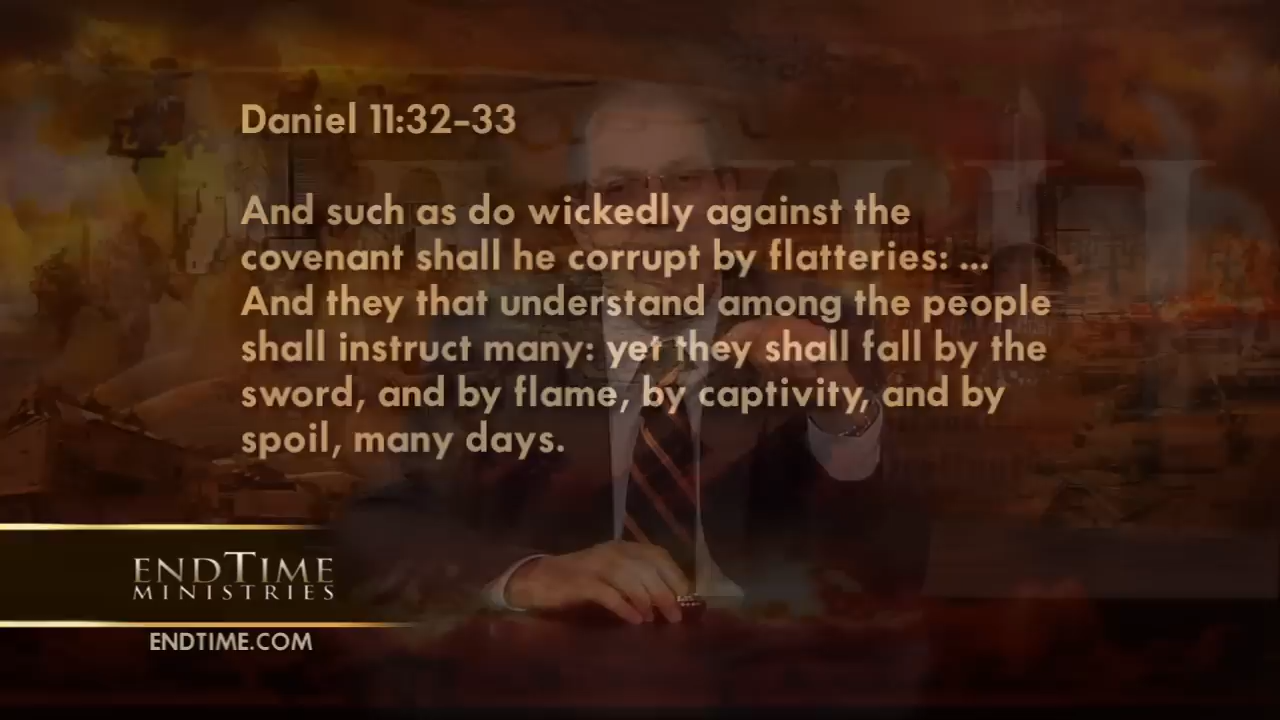 Daniel 11:32-33
And such as do wickedly against the
covenant shall he corrupt by flatteries: ...
And they that understand among the people
shall instruct many: yet they shall fall by the
sword, and by flame, by captivity, and by
spoil, many days.
ENDTIME
MINISTRIES
ENDTIME.COM